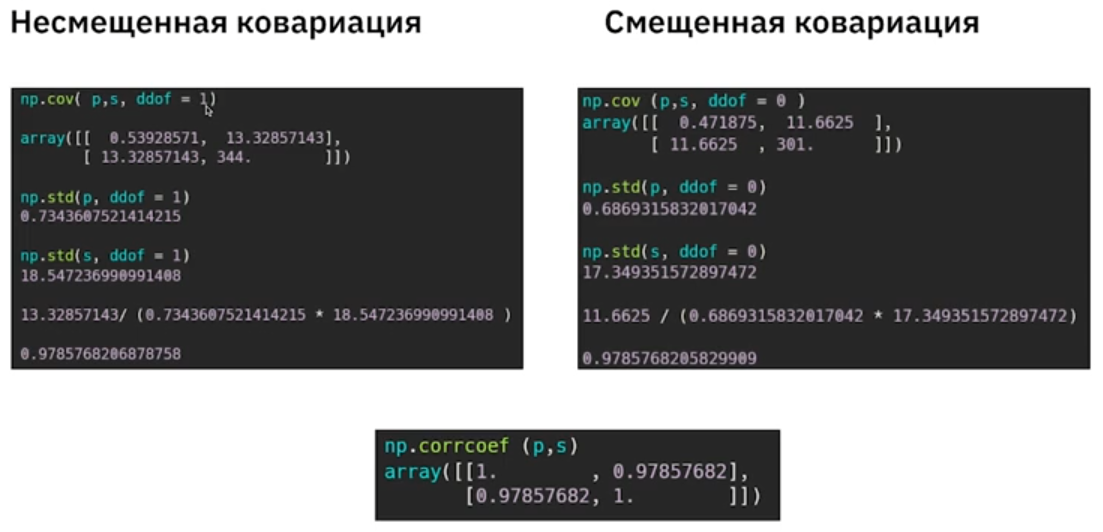 Несмещенная ковариация
np.cov( p,s, ddof = 1)
array([[ 0.53928571, 13.32857143],
[ 13.32857143, 344. ]])
np.std(p, ddof = 1)
0.7343607521414215
np.std(s, ddof = 1)
18.547236990991408
13.32857143/ (0.7343607521414215 * 18.547236990991408 )
0.9785768206878758
Смещенная ковариация
np.cov (p,s, ddof = 0 )
array([[ 0.471875, 11.6625 ],
[ 11.6625 , 301. ]])
np.std(p, ddof = 0)
0.6869315832017042
np.std(s, ddof = 0)
17.349351572897472
11.6625 / (0.6869315832017042 * 17.349351572897472)
0.9785768205829909
np.corrcoef (p,s)
array([[1. , 0.97857682],
[0.97857682, 1. ]])